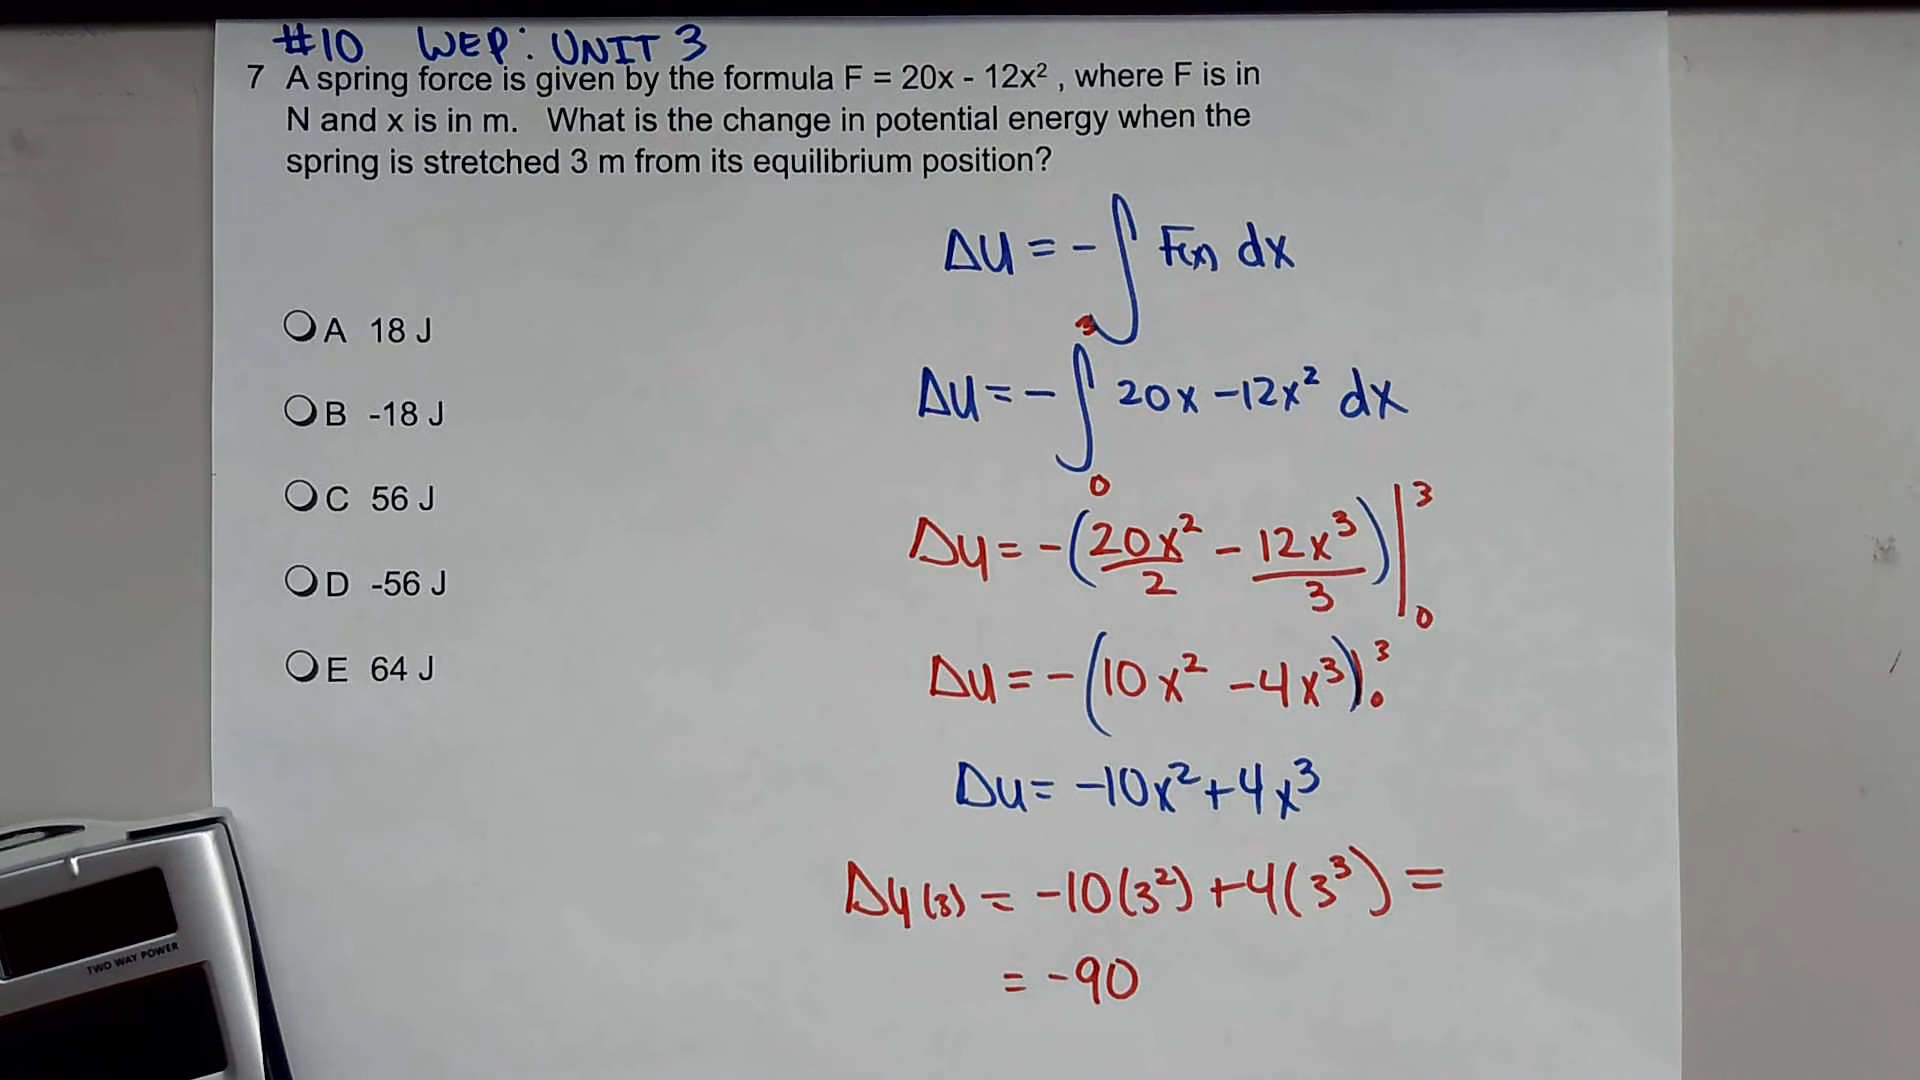 #10 WEP: UNIT 3
7 A spring force is given by the formula F = 20x - 12x² , where F is in
N and x is in m. What is the change in potential energy when the
spring is stretched 3 m from its equilibrium position?
A 18 J
B -18 J
C 56 J
D -56 J
E 64 J
ΔU = - ∫ F(x) dx
ΔU = - ∫₀³ 20x - 12x² dx
ΔU = - (20x²/2 - 12x³/3) |₀³
ΔU = - (10x² - 4x³)|₀³
ΔU = -10x² + 4x³
ΔU(3) = -10(3²) + 4(3³) =
= -90
TWO WAY POWER